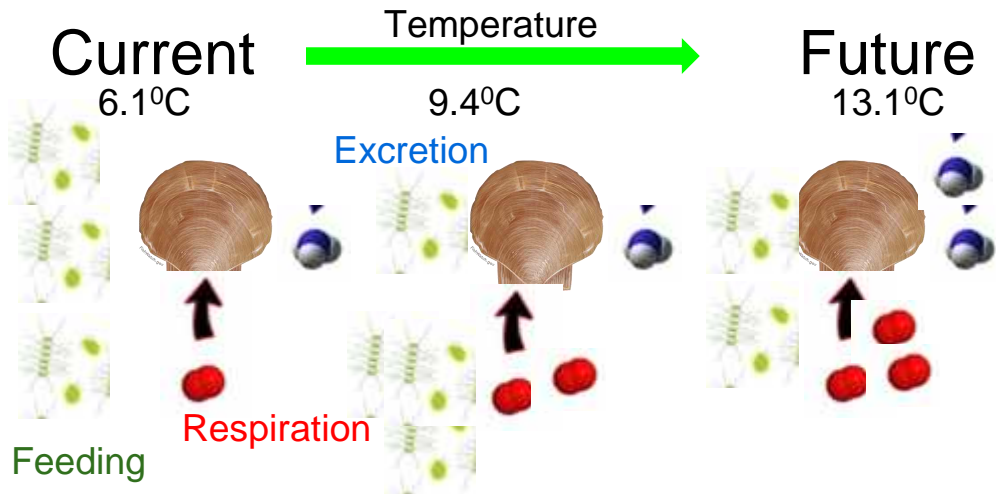 Temperature
Current
Future
6.1⁰C
9.4⁰C
13.1⁰C
Excretion
Respiration
Feeding